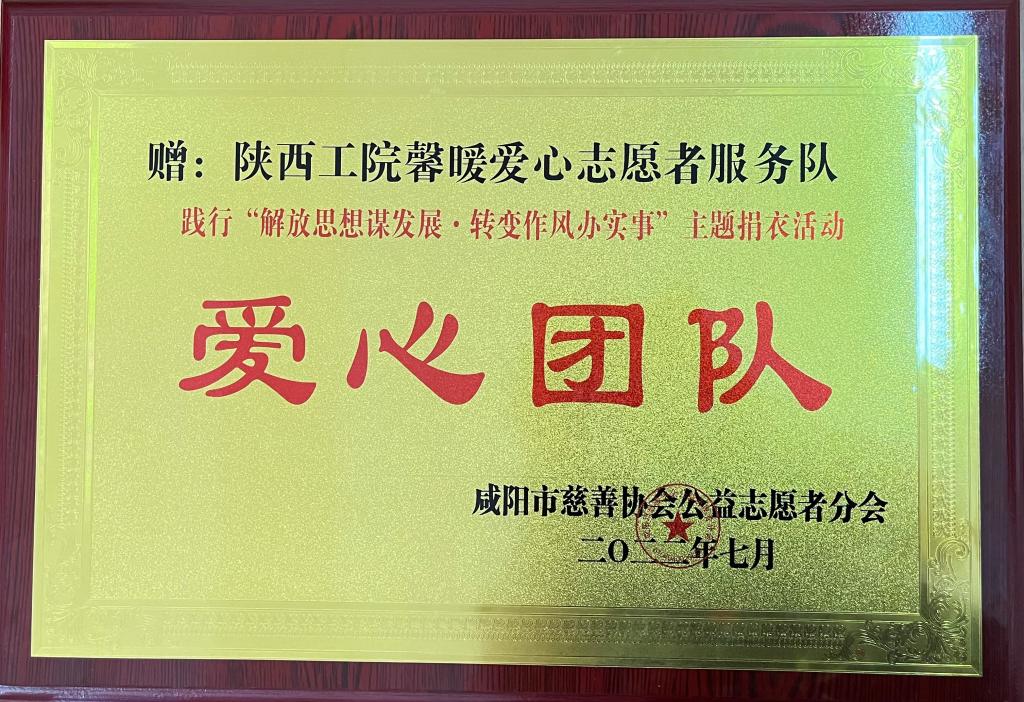 赠：陕西工院馨暖爱心志愿者服务队
践行“解放思想谋发展·转变作风办实事”主题捐衣活动
爱心团队
咸阳市慈善协会公益志愿者分会
二〇二二年七月